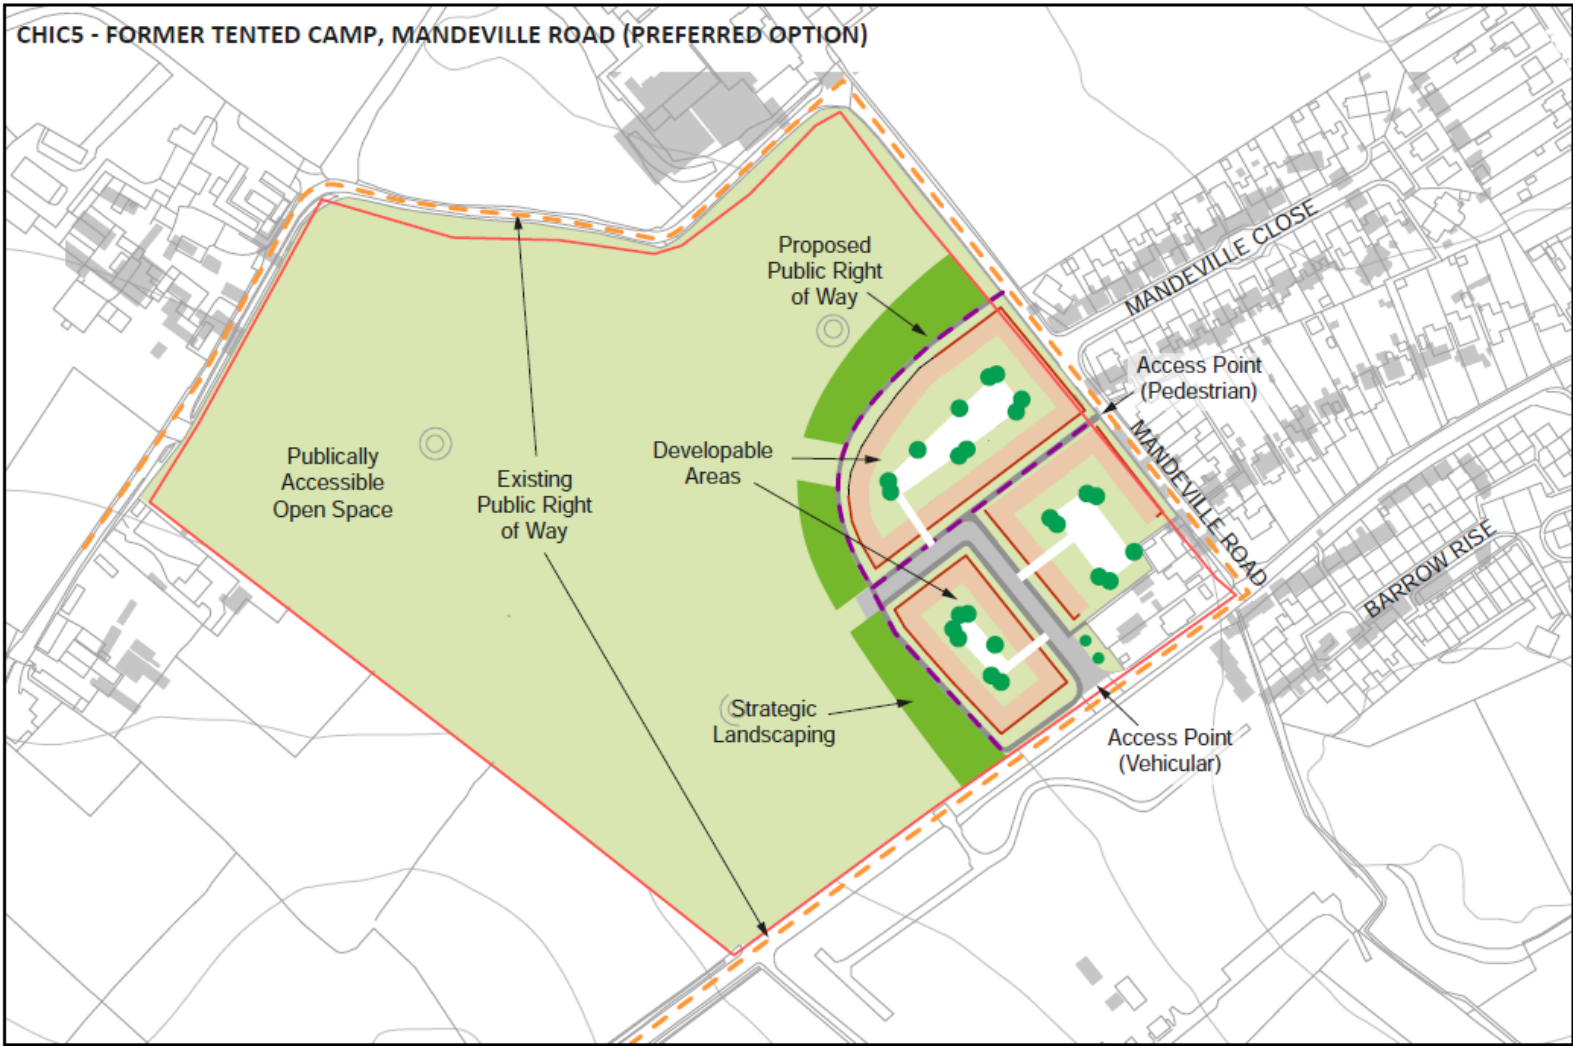 CHIC5 - FORMER TENTED CAMP, MANDEVILLE ROAD (PREFERRED OPTION)
Proposed
Public Right
of Way
MANDEVILLE CLOSE
Access Point
(Pedestrian)
MANDEVILLE ROAD
BARROW RISE
Developable
Areas
Publically
Accessible
Open Space
Existing
Public Right
of Way
Strategic
Landscaping
Access Point
(Vehicular)